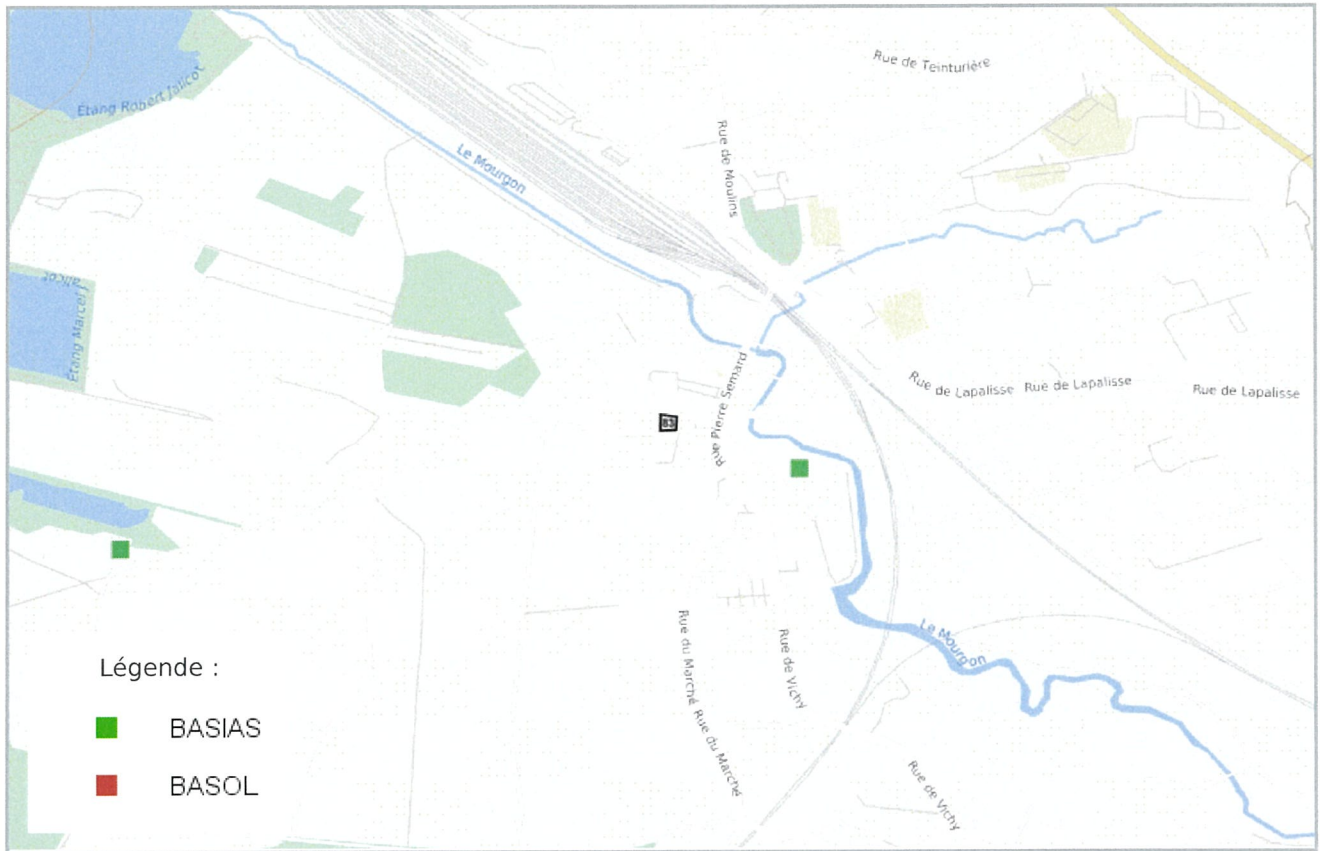 Rue de Teinturière
Étang Robert Jalicot
Rue de Moulins
Le Mourgon
Étang Marcel
Rue Pierre Semard
Rue de Lapalisse
Rue de Lapalisse
Rue de Lapalisse
Le Mourgon
Rue du Marché
Rue de Vichy
Rue du Marché
Rue de Vichy
Légende :
BASIAS
BASOL